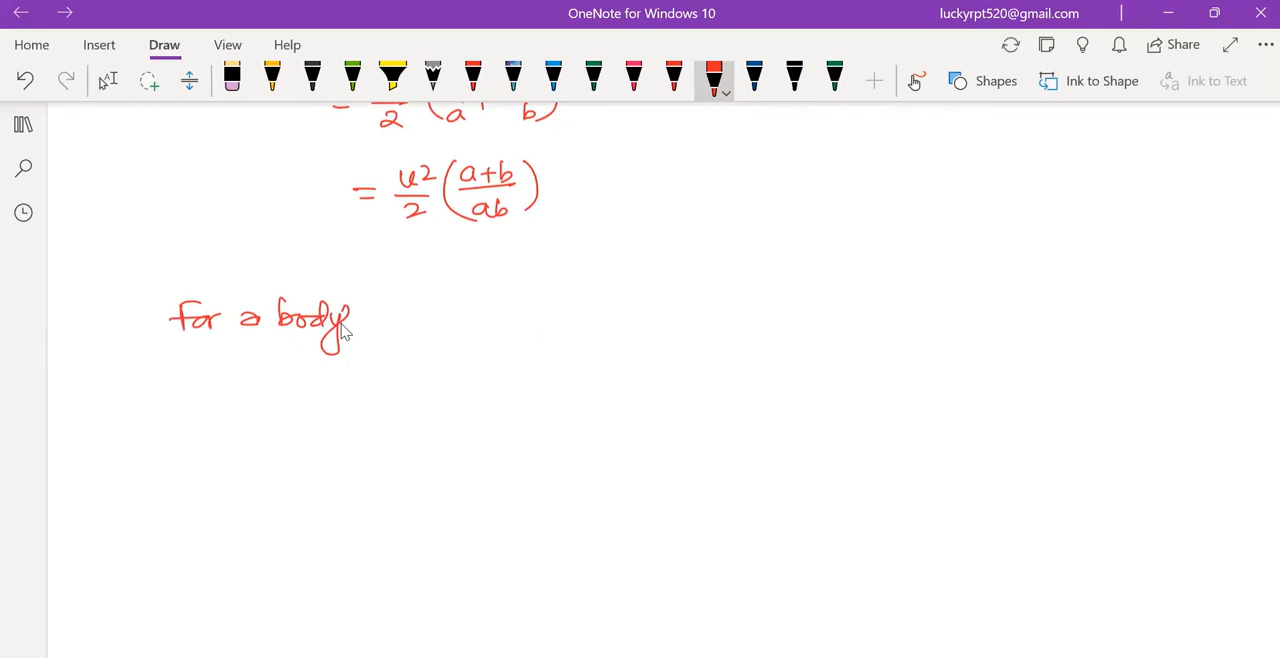 OneNote for Windows 10
luckyrpt520@gmail.com
Home Insert Draw View Help
Share
Shapes Ink to Shape Ink to Text
= 2 (a + b)
= u²/2 (a+b/ab)
For a body